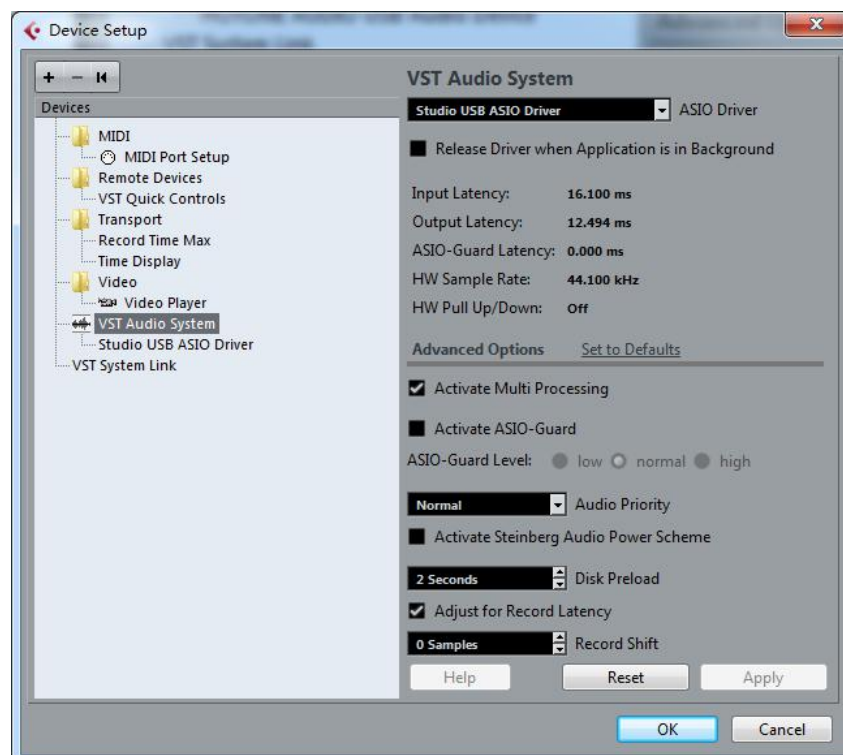 Device Setup
Devices
MIDI
MIDI Port Setup
Remote Devices
VST Quick Controls
Transport
Record Time Max
Time Display
Video
Video Player
VST Audio System
Studio USB ASIO Driver
VST System Link
VST Audio System
Studio USB ASIO Driver ASIO Driver
Release Driver when Application is in Background
Input Latency: 16.100 ms
Output Latency: 12.494 ms
ASIO-Guard Latency: 0.000 ms
HW Sample Rate: 44.100 kHz
HW Pull Up/Down: Off
Advanced Options Set to Defaults
Activate Multi Processing
Activate ASIO-Guard
ASIO-Guard Level: low normal high
Normal Audio Priority
Activate Steinberg Audio Power Scheme
2 Seconds Disk Preload
Adjust for Record Latency
0 Samples Record Shift
Help Reset Apply
OK Cancel